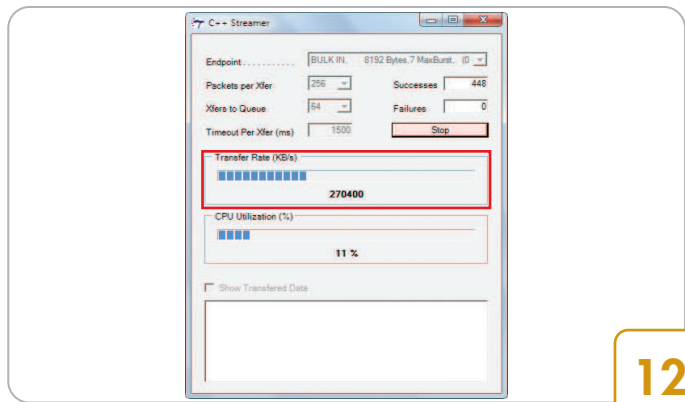 C++ Streamer
Endpoint........... BULK IN, 8192 Bytes,7 MaxBurst, (0
Packets per Xfer 256 Successes 448
Xfers to Queue 64 Failures 0
Timeout Per Xfer (ms) 1500 Stop
Transfer Rate (KB/s)
270400
CPU Utilization (%)
11 %
Show Transfered Data
12